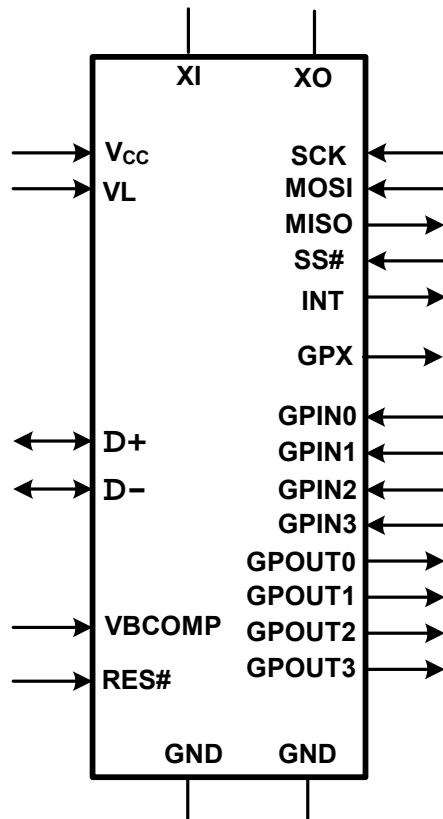 XI XO
V_CC SCK
VL MOSI
MISO
SS#
INT
GPX
GPIN0
D+ GPIN1
D− GPIN2
GPIN3
GPOUT0
GPOUT1
VBCOMP GPOUT2
RES# GPOUT3
GND GND